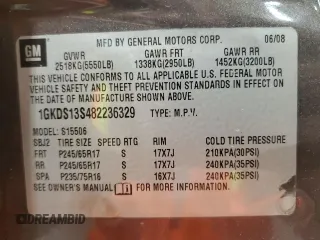 GM
MFD BY GENERAL MOTORS CORP. 06/08
GVWR GAWR FRT GAWR RR
2518KG(5550LB) 1338KG(2950LB) 1452KG(3200LB)
THIS VEHICLE CONFORMS TO ALL APPLICABLE U.S. FEDERAL MOTOR
VEHICLE SAFETY AND THEFT PREVENTION STANDARDS IN EFFECT ON
THE DATE OF MANUFACTURE SHOWN ABOVE.
1GKDS13S482236329 TYPE: M.P.V.
MODEL: S15506
SBJ2 TIRE SIZE SPEED RTG RIM COLD TIRE PRESSURE
FRT P245/65R17 S 17X7J 210KPA(30PSI)
RR P245/65R17 S 17X7J 240KPA(35PSI)
SPA P235/75R16 S 16X7J 240KPA(35PSI)
SEE OWNER'S MANUAL FOR MORE INFORMATION.
DREAMBID